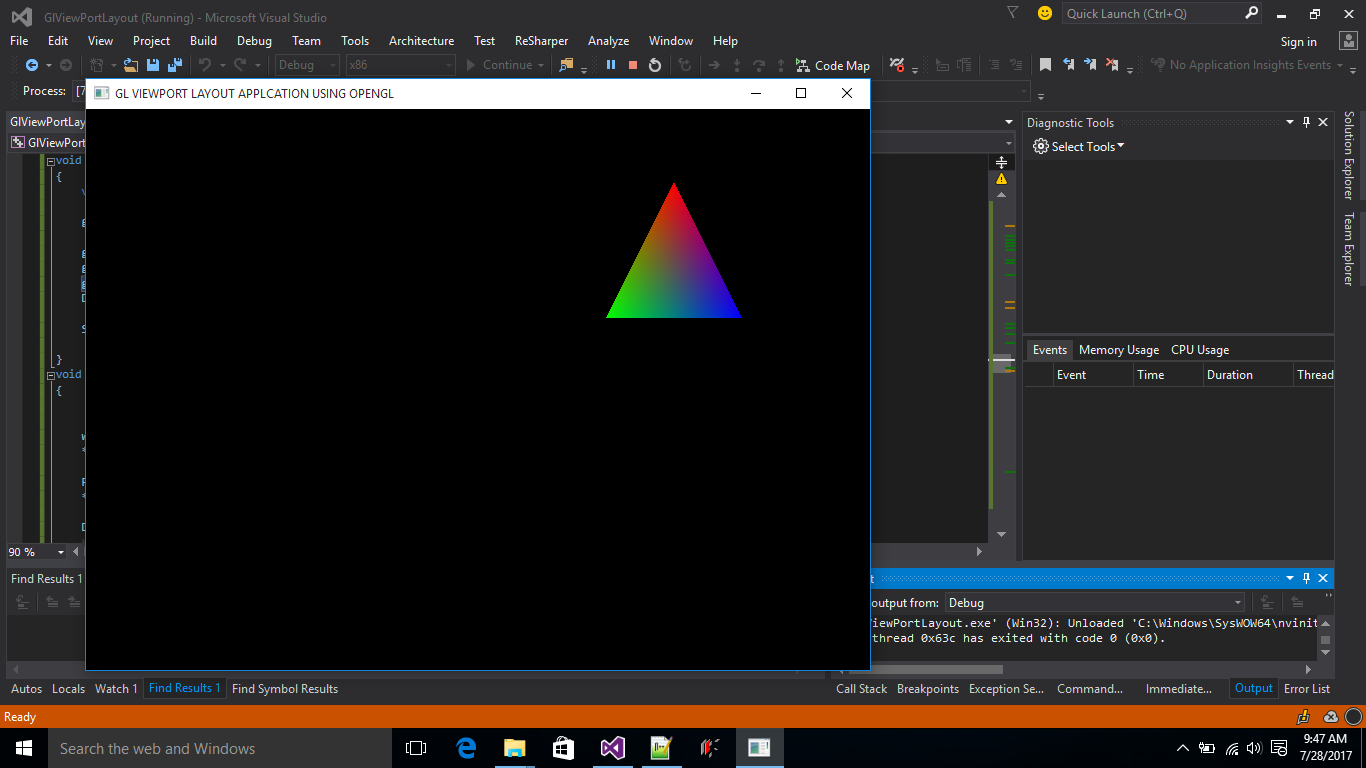 GlViewPortLayout (Running) - Microsoft Visual Studio
Quick Launch (Ctrl+Q)
File Edit View Project Build Debug Team Tools Architecture Test ReSharper Analyze Window Help
Sign in
Debug x86 Continue Code Map No Application Insights Events
Process: [7
GL VIEWPORT LAYOUT APPLCATION USING OPENGL
GlViewPortLay
GlViewPort
void
{
}
void
{
Diagnostic Tools
Select Tools
Events Memory Usage CPU Usage
Event Time Duration Thread
Solution Explorer
Team Explorer
90 %
Find Results 1
output from: Debug
iewPortLayout.exe' (Win32): Unloaded 'C:\Windows\SysWOW64\nvinit
thread 0x63c has exited with code 0 (0x0).
Autos Locals Watch 1 Find Results 1 Find Symbol Results
Call Stack Breakpoints Exception Se... Command... Immediate... Output Error List
Ready
Search the web and Windows
9:47 AM
7/28/2017